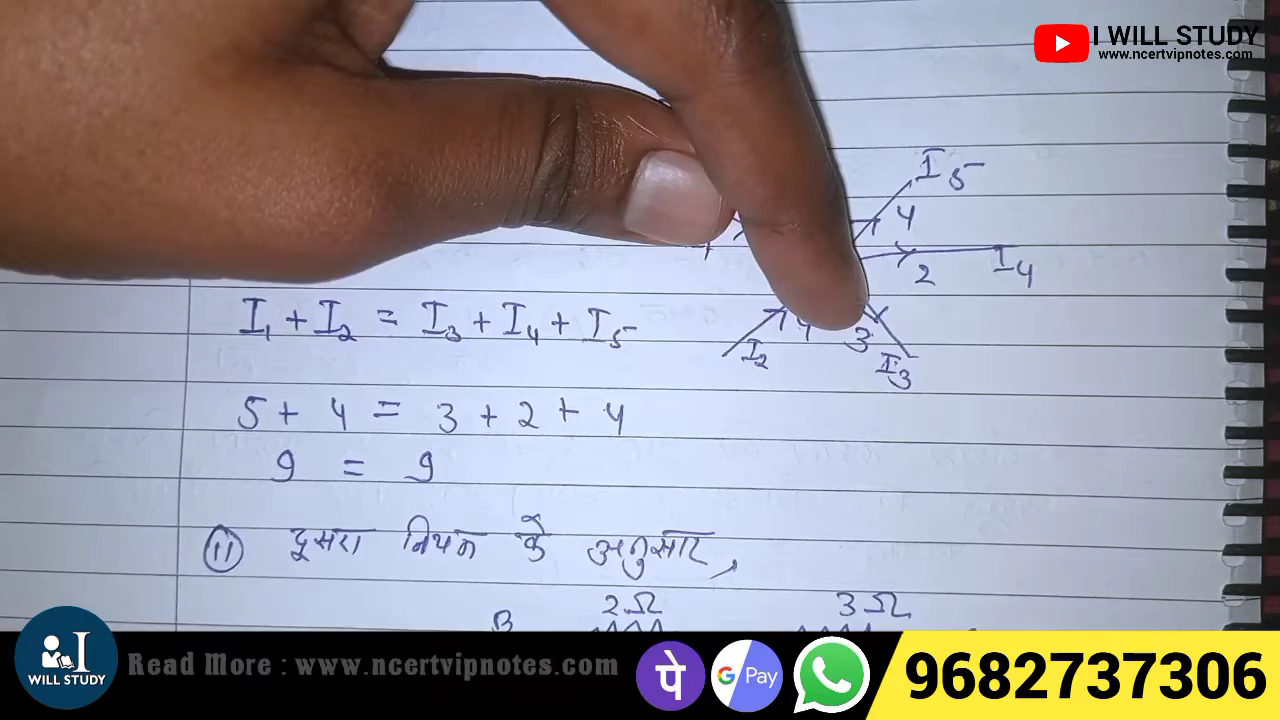 I WILL STUDY
www.ncertvipnotes.com
I5
4
I4
2
I1 + I2 = I3 + I4 + I5
4
3
I2
I3
5 + 4 = 3 + 2 + 4
9 = 9
(11) दूसरा नियम के अनुसार,
2Ω 3Ω
B
I
WILL STUDY
Read More : www.ncertvipnotes.com
पे
G Pay
9682737306